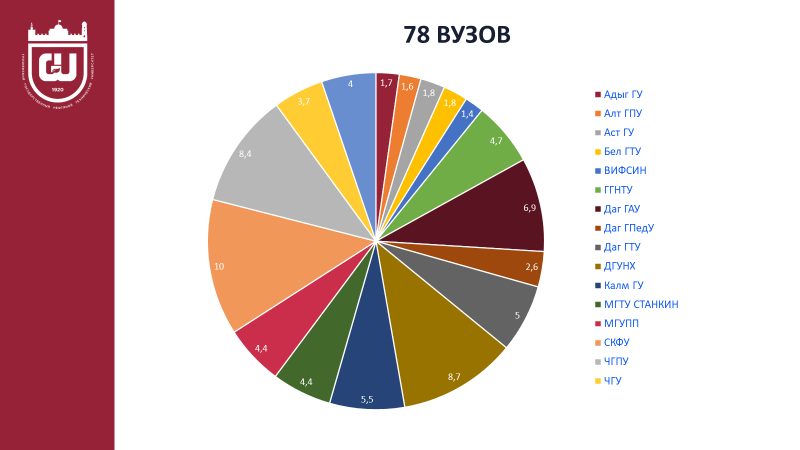 78 ВУЗОВ
1920
4
1,7
1,6
1,8
1,8
1,4
4,7
6,9
2,6
5
8,7
5,5
4,4
4,4
10
8,4
3,7
Адыг ГУ
Алт ГПУ
Аст ГУ
Бел ГТУ
ВИФСИН
ГГНТУ
Даг ГАУ
Даг ГПедУ
Даг ГТУ
ДГУНХ
Калм ГУ
МГТУ СТАНКИН
МГУПП
СКФУ
ЧГПУ
ЧГУ